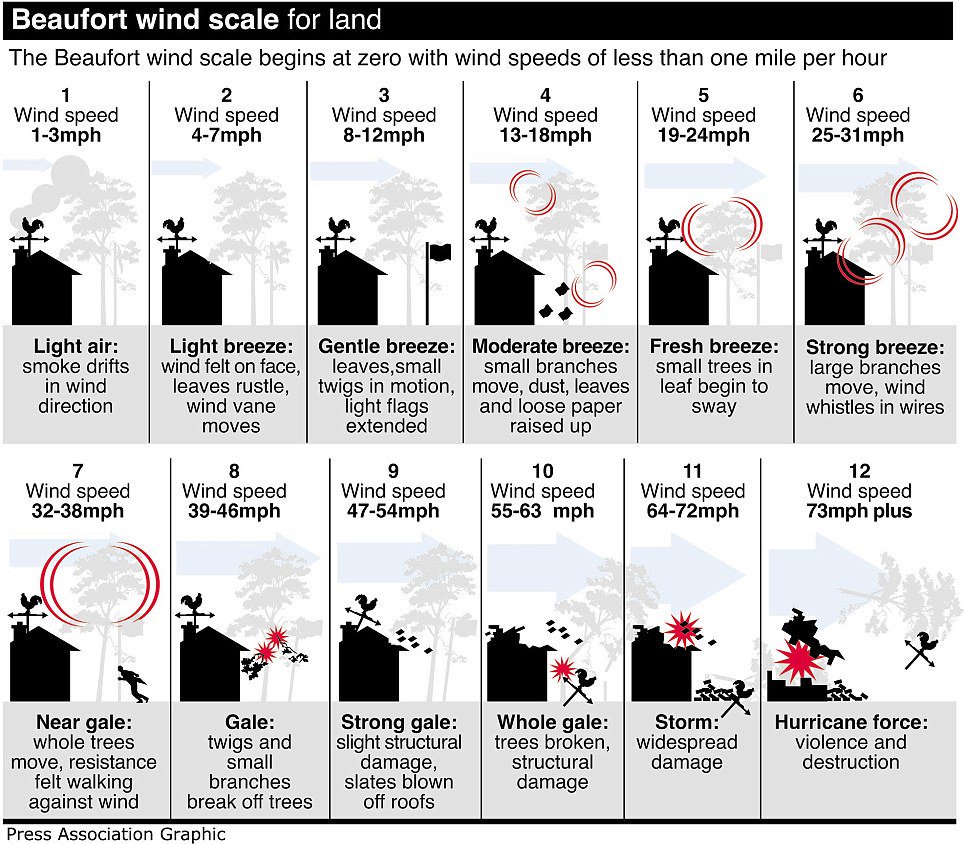 Beaufort wind scale for land
The Beaufort wind scale begins at zero with wind speeds of less than one mile per hour
1
Wind speed
1-3mph
Light air:
smoke drifts
in wind
direction
2
Wind speed
4-7mph
Light breeze:
wind felt on face,
leaves rustle,
wind vane
moves
3
Wind speed
8-12mph
Gentle breeze:
leaves,small
twigs in motion,
light flags
extended
4
Wind speed
13-18mph
Moderate breeze:
small branches
move, dust, leaves
and loose paper
raised up
5
Wind speed
19-24mph
Fresh breeze:
small trees in
leaf begin to
sway
6
Wind speed
25-31mph
Strong breeze:
large branches
move, wind
whistles in wires
7
Wind speed
32-38mph
Near gale:
whole trees
move, resistance
felt walking
against wind
8
Wind speed
39-46mph
Gale:
twigs and
small
branches
break off trees
9
Wind speed
47-54mph
Strong gale:
slight structural
damage,
slates blown
off roofs
10
Wind speed
55-63 mph
Whole gale:
trees broken,
structural
damage
11
Wind speed
64-72mph
Storm:
widespread
damage
12
Wind speed
73mph plus
Hurricane force:
violence and
destruction
Press Association Graphic